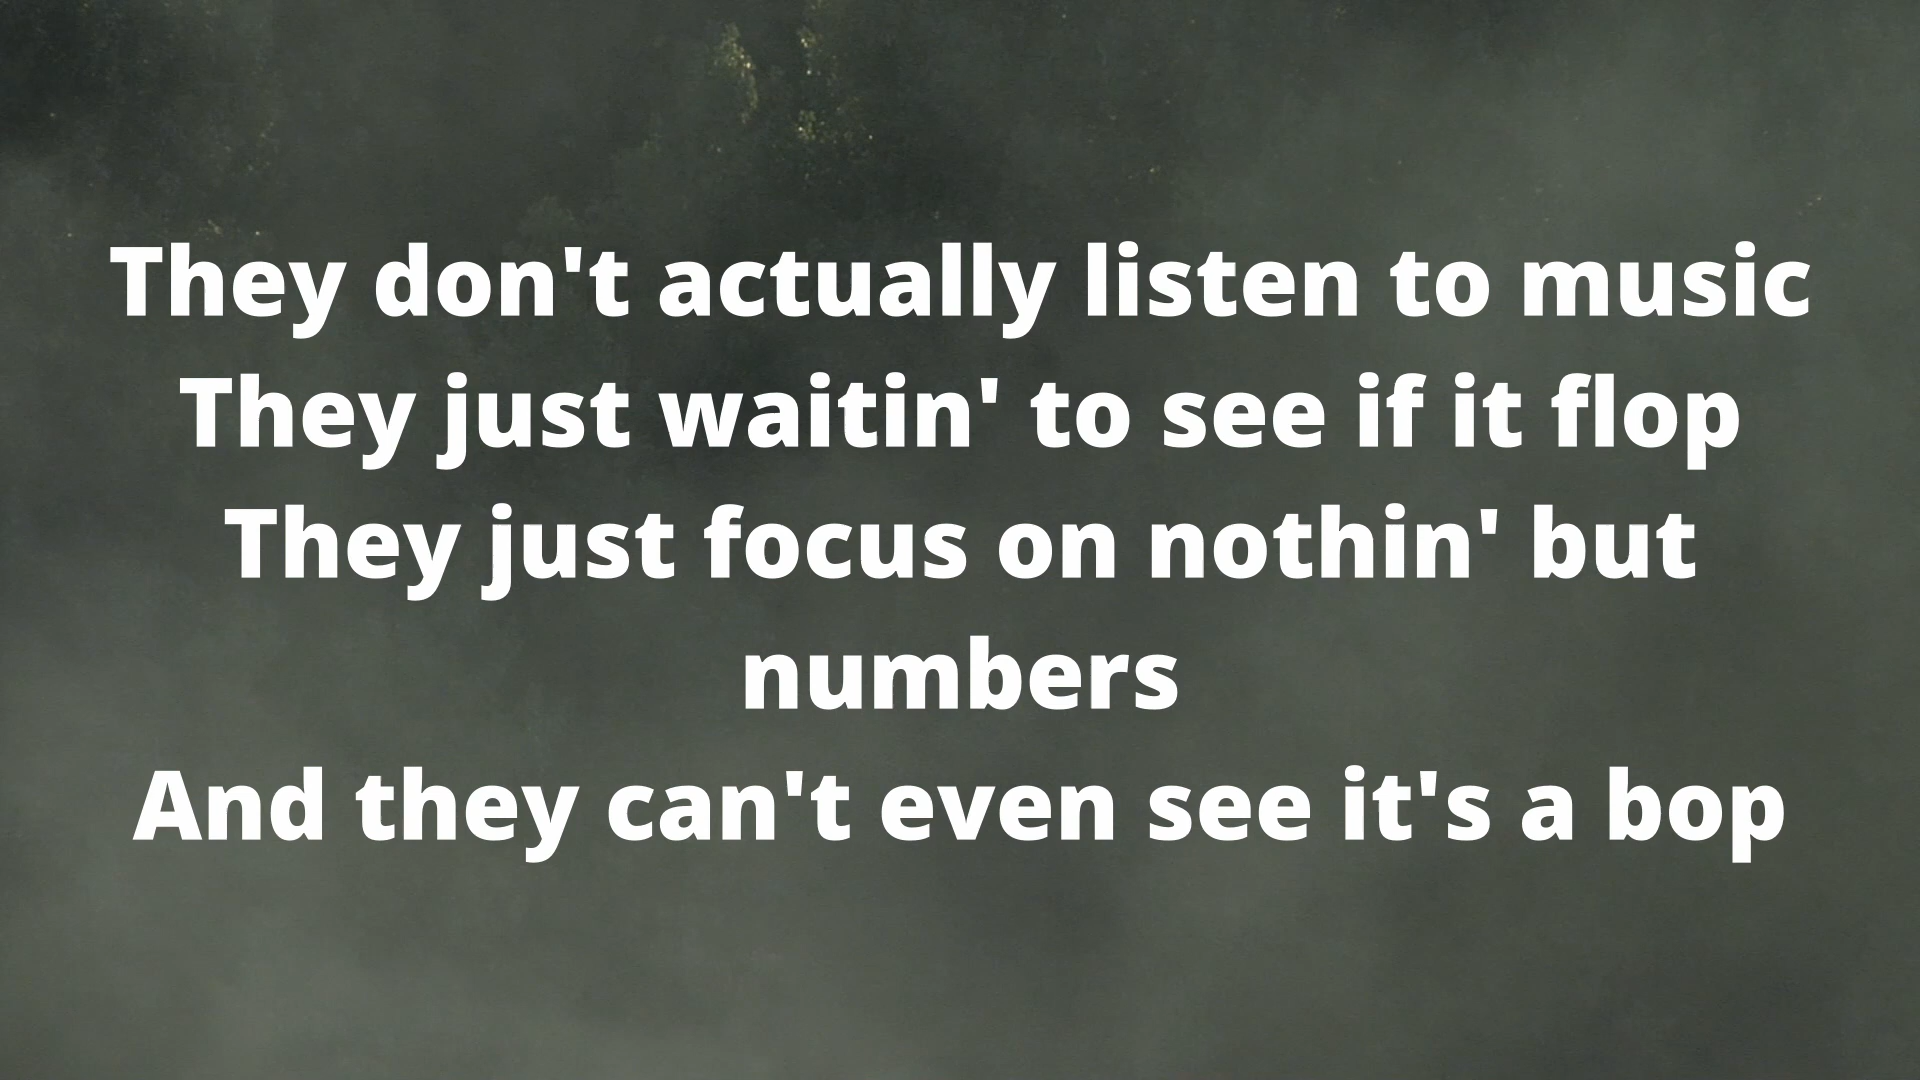 They don't actually listen to music
They just waitin' to see if it flop
They just focus on nothin' but
numbers
And they can't even see it's a bop